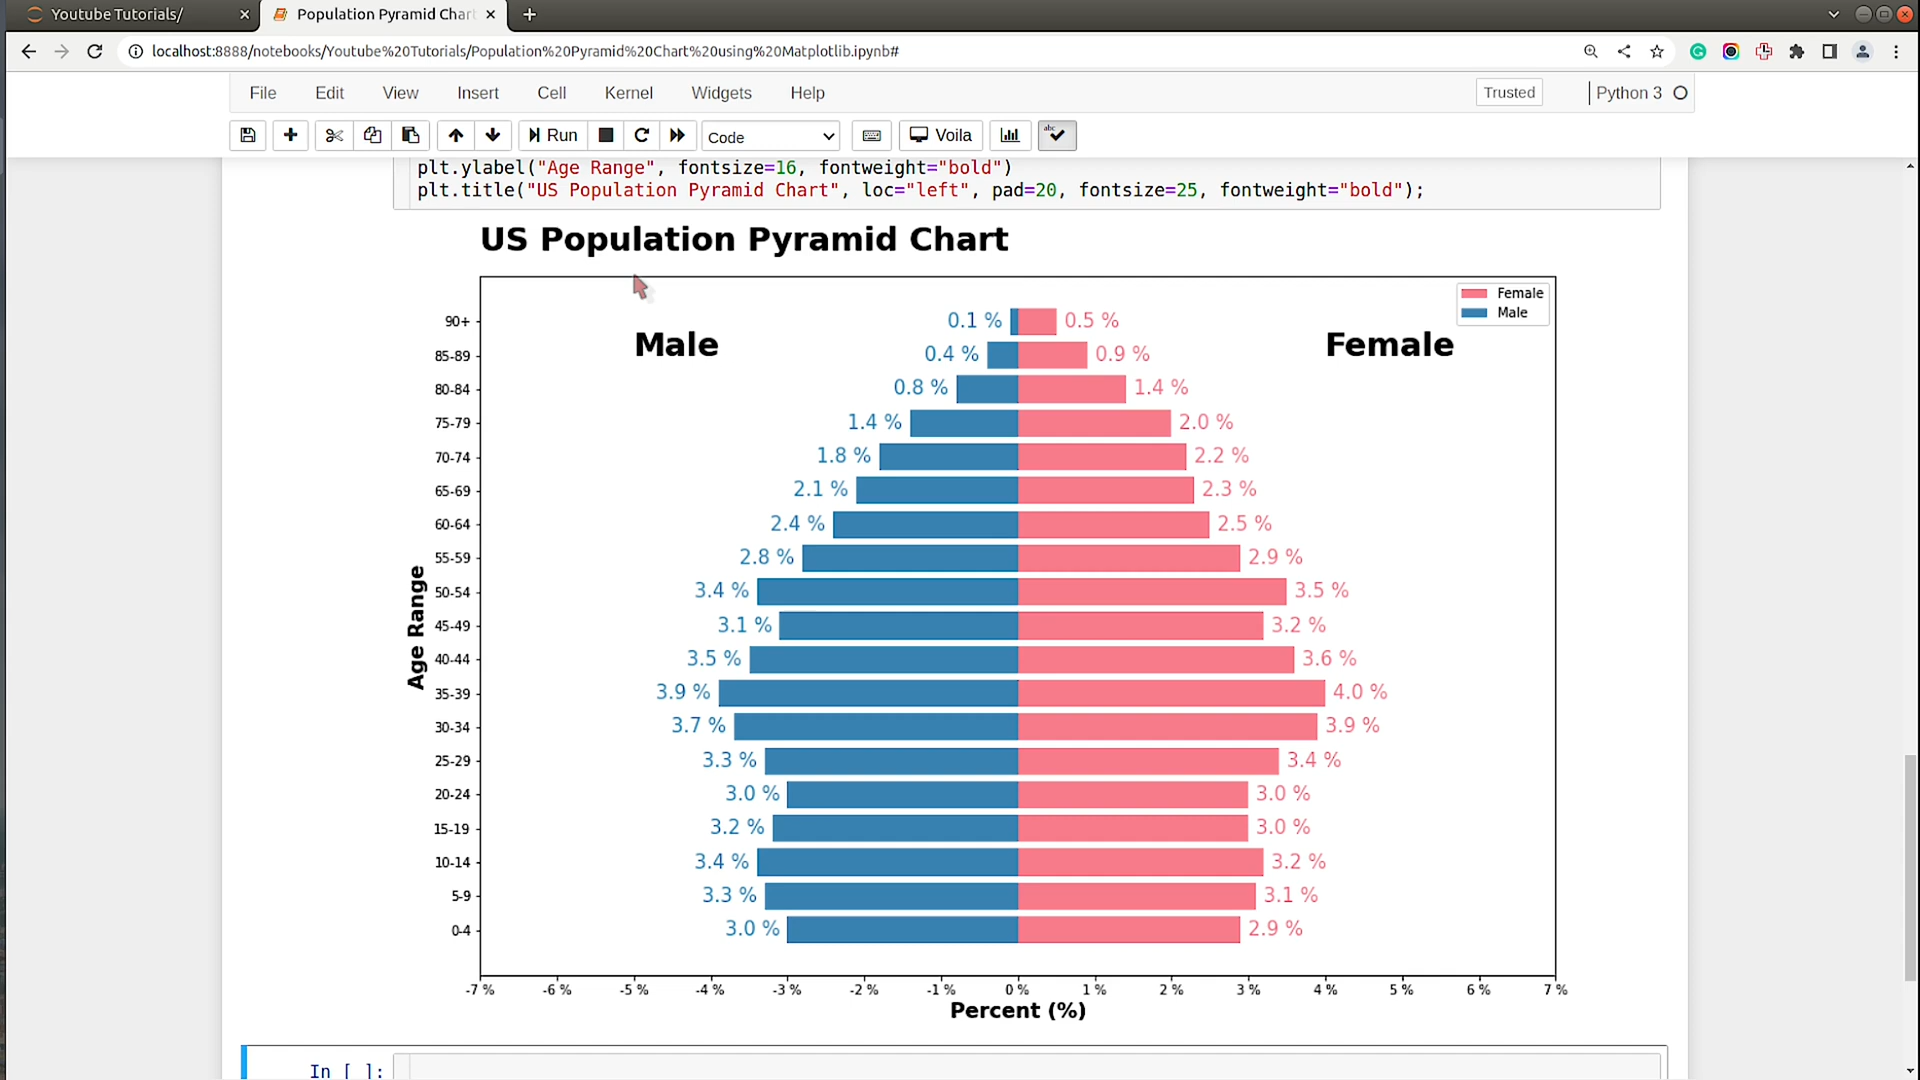 Youtube Tutorials/
Population Pyramid Char
localhost:8888/notebooks/Youtube%20Tutorials/Population%20Pyramid%20Chart%20using%20Matplotlib.ipynb#
File Edit View Insert Cell Kernel Widgets Help Trusted Python 3
Run Code Voila abc
plt.ylabel("Age Range", fontsize=16, fontweight="bold")
plt.title("US Population Pyramid Chart", loc="left", pad=20, fontsize=25, fontweight="bold");
US Population Pyramid Chart
Female
Male
Male
Female
90+ 0.1 % 0.5 %
85-89 0.4 % 0.9 %
80-84 0.8 % 1.4 %
75-79 1.4 % 2.0 %
70-74 1.8 % 2.2 %
65-69 2.1 % 2.3 %
60-64 2.4 % 2.5 %
55-59 2.8 % 2.9 %
50-54 3.4 % 3.5 %
45-49 3.1 % 3.2 %
40-44 3.5 % 3.6 %
35-39 3.9 % 4.0 %
30-34 3.7 % 3.9 %
25-29 3.3 % 3.4 %
20-24 3.0 % 3.0 %
15-19 3.2 % 3.0 %
10-14 3.4 % 3.2 %
5-9 3.3 % 3.1 %
0-4 3.0 % 2.9 %
Age Range
-7 % -6 % -5 % -4 % -3 % -2 % -1 % 0 % 1 % 2 % 3 % 4 % 5 % 6 % 7 %
Percent (%)
In [ ]: